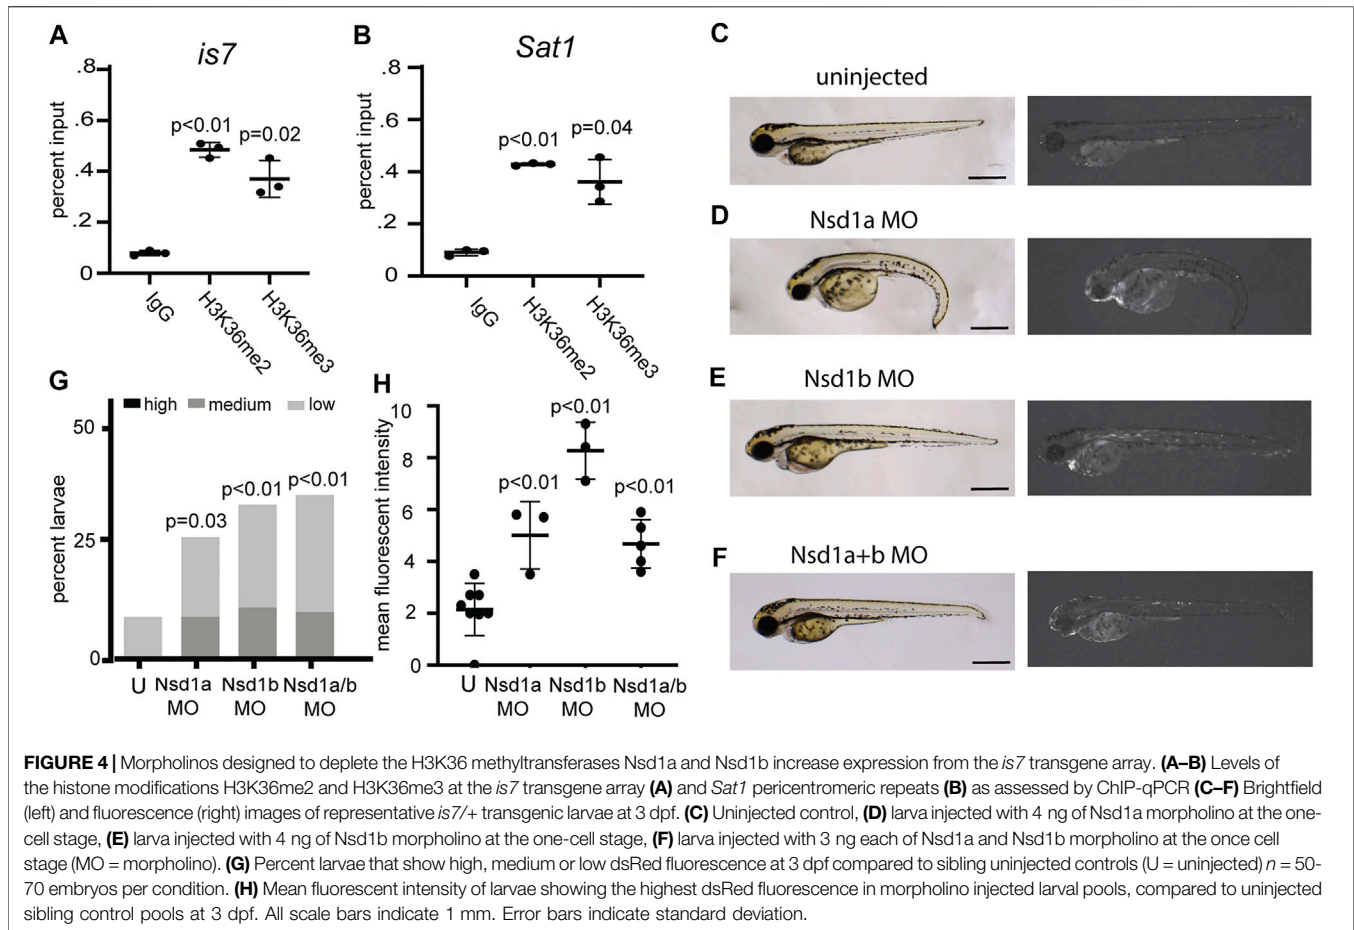 A
is7
.8
.6
.4
.2
0
percent input
p<0.01
p=0.02
IgG
H3K36me2
H3K36me3
B
Sat1
.8
.6
.4
.2
0
percent input
p<0.01
p=0.04
IgG
H3K36me2
H3K36me3
C
uninjected
D
Nsd1a MO
E
Nsd1b MO
F
Nsd1a+b MO
G
high medium low
50
25
0
percent larvae
p=0.03
p<0.01
p<0.01
U Nsd1a Nsd1b Nsd1a/b
MO MO MO
H
10
8
6
4
2
0
mean fluorescent intensity
p<0.01
p<0.01
p<0.01
U Nsd1a Nsd1b Nsd1a/b
MO MO MO
FIGURE 4 | Morpholinos designed to deplete the H3K36 methyltransferases Nsd1a and Nsd1b increase expression from the is7 transgene array. (A–B) Levels of
the histone modifications H3K36me2 and H3K36me3 at the is7 transgene array (A) and Sat1 pericentromeric repeats (B) as assessed by ChIP-qPCR (C–F) Brightfield
(left) and fluorescence (right) images of representative is7/+ transgenic larvae at 3 dpf. (C) Uninjected control, (D) larva injected with 4 ng of Nsd1a morpholino at the one-
cell stage, (E) larva injected with 4 ng of Nsd1b morpholino at the one-cell stage, (F) larva injected with 3 ng each of Nsd1a and Nsd1b morpholino at the once cell
stage (MO = morpholino). (G) Percent larvae that show high, medium or low dsRed fluorescence at 3 dpf compared to sibling uninjected controls (U = uninjected) n = 50-
70 embryos per condition. (H) Mean fluorescent intensity of larvae showing the highest dsRed fluorescence in morpholino injected larval pools, compared to uninjected
sibling control pools at 3 dpf. All scale bars indicate 1 mm. Error bars indicate standard deviation.